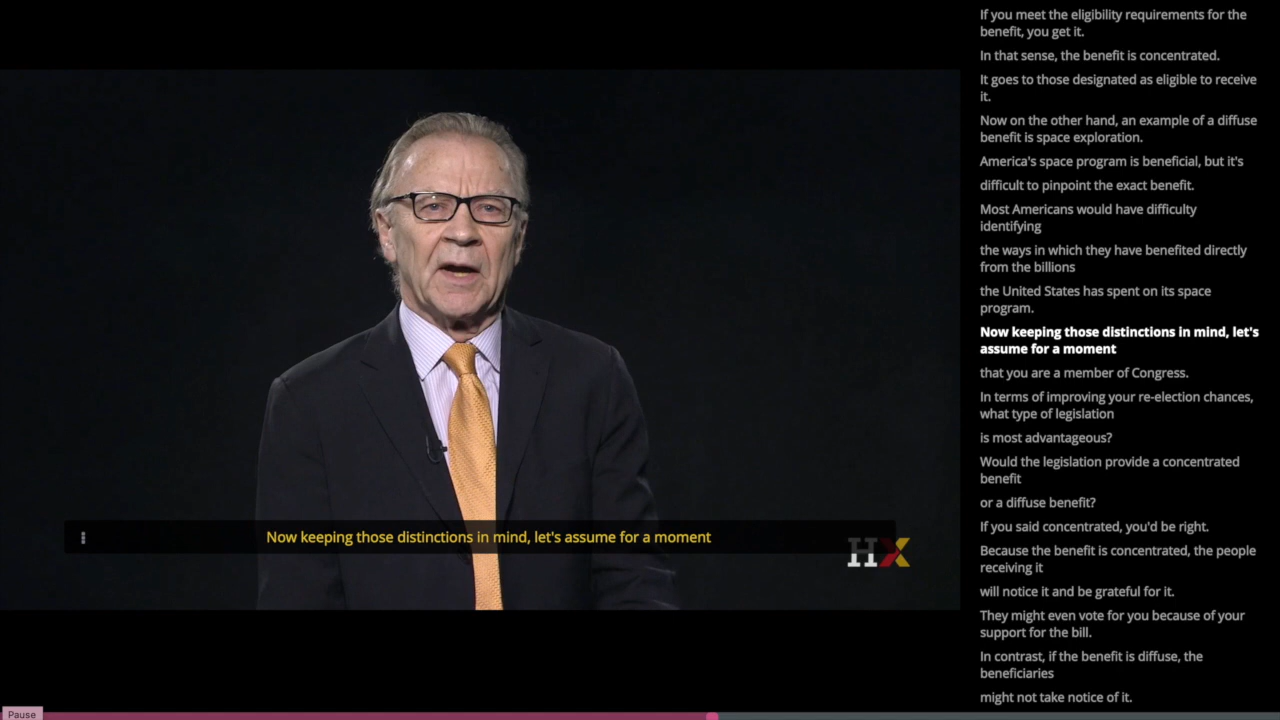 If you meet the eligibility requirements for the
benefit, you get it.
In that sense, the benefit is concentrated.
It goes to those designated as eligible to receive
it.
Now on the other hand, an example of a diffuse
benefit is space exploration.
America's space program is beneficial, but it's
difficult to pinpoint the exact benefit.
Most Americans would have difficulty
identifying
the ways in which they have benefited directly
from the billions
the United States has spent on its space
program.
Now keeping those distinctions in mind, let's
assume for a moment
that you are a member of Congress.
In terms of improving your re-election chances,
what type of legislation
is most advantageous?
Would the legislation provide a concentrated
benefit
or a diffuse benefit?
If you said concentrated, you'd be right.
Because the benefit is concentrated, the people
receiving it
will notice it and be grateful for it.
They might even vote for you because of your
support for the bill.
In contrast, if the benefit is diffuse, the
beneficiaries
might not take notice of it.
Now keeping those distinctions in mind, let's assume for a moment
HX
Pause